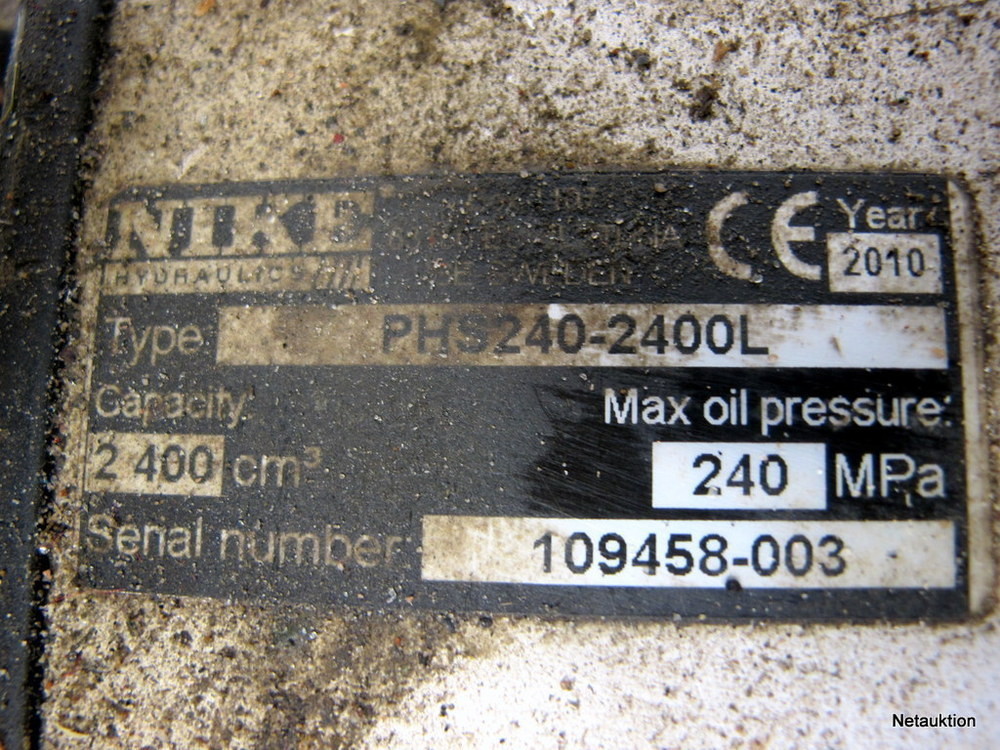 NIKE
HYDRAULICS
SWEDEN
CE Year
2010
Type PHS240-2400L
Capacity: Max oil pressure:
2 400 cm³ 240 MPa
Serial number: 109458-003
Netauktion